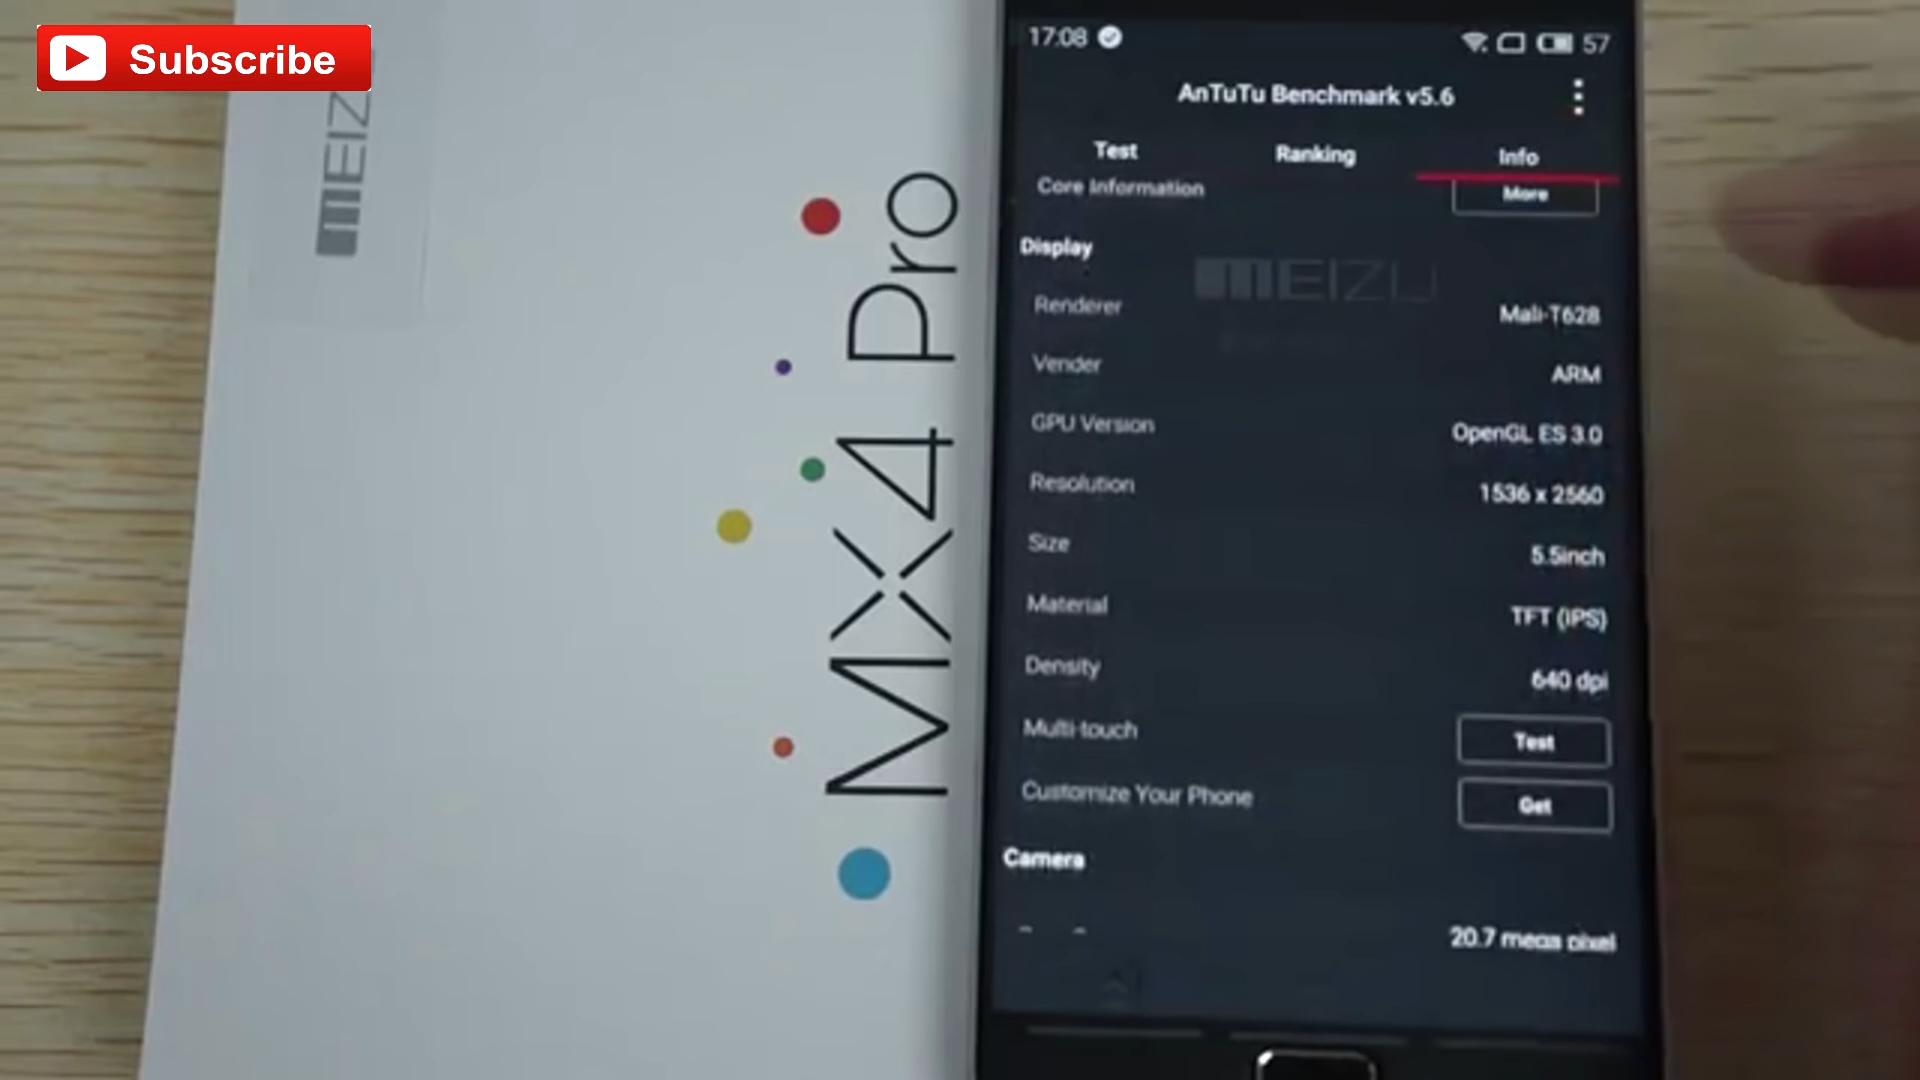 Subscribe
MEIZU
MX4 Pro
17:08
57
AnTuTu Benchmark v5.6
Test
Ranking
Info
Core Information
More
Display
MEIZU
Renderer
Mali-T628
Vender
ARM
GPU Version
OpenGL ES 3.0
Resolution
1536 x 2560
Size
5.5inch
Material
TFT (IPS)
Density
640 dpi
Multi-touch
Test
Customize Your Phone
Get
Camera
20.7 mega pixel